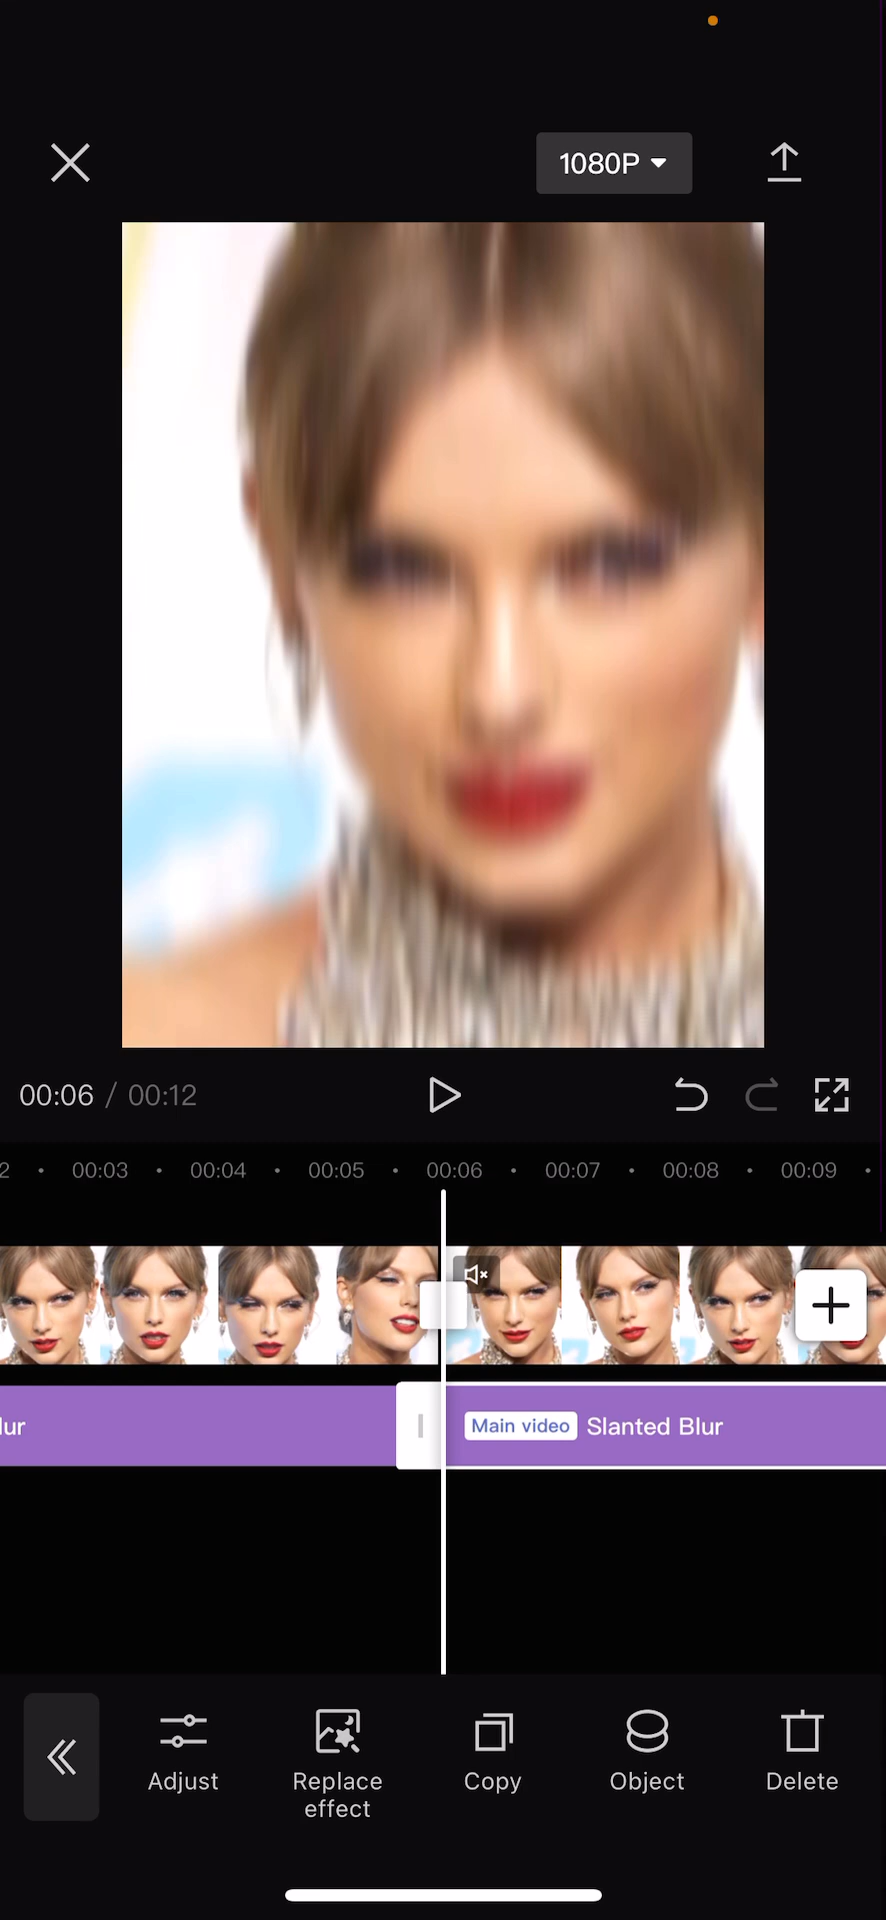 1080P
00:06 / 00:12
2 00:03 00:04 00:05 00:06 00:07 00:08 00:09
lur
Main video Slanted Blur
Adjust
Replace effect
Copy
Object
Delete